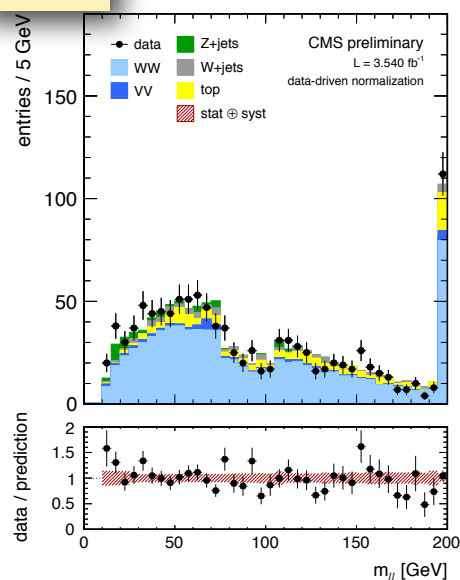 entries / 5 GeV
150
100
50
0
data
WW
VV
Z+jets
W+jets
top
stat ⊕ syst
CMS preliminary
L = 3.540 fb⁻¹
data-driven normalization
data / prediction
2
1.5
1
0.5
0
0
50
100
150
200
m_ll [GeV]